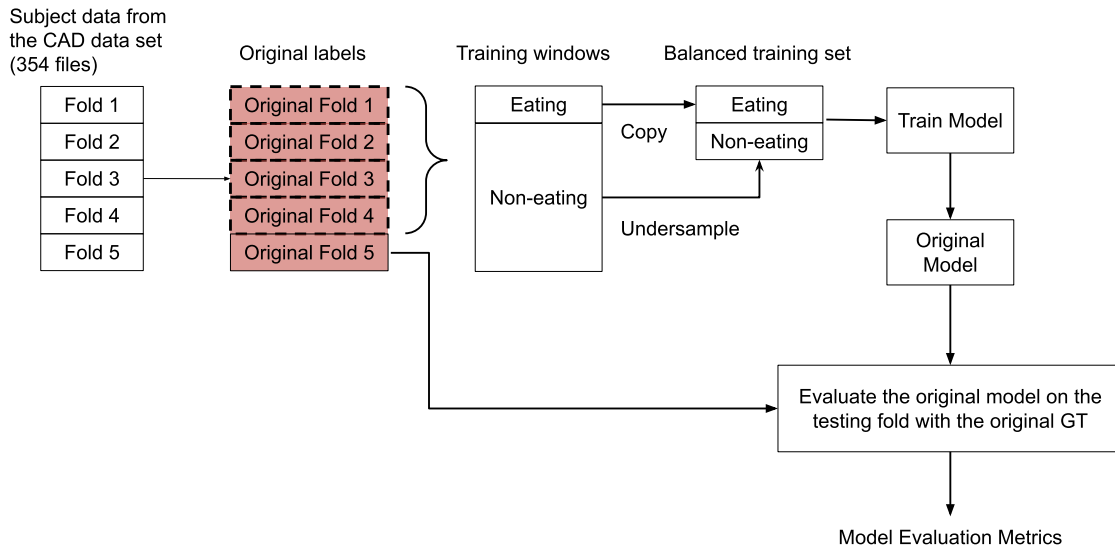 Subject data from
the CAD data set
(354 files)
Original labels
Training windows
Balanced training set
Fold 1
Fold 2
Fold 3
Fold 4
Fold 5
Original Fold 1
Original Fold 2
Original Fold 3
Original Fold 4
Original Fold 5
Eating
Non-eating
Copy
Undersample
Eating
Non-eating
Train Model
Original
Model
Evaluate the original model on the
testing fold with the original GT
Model Evaluation Metrics